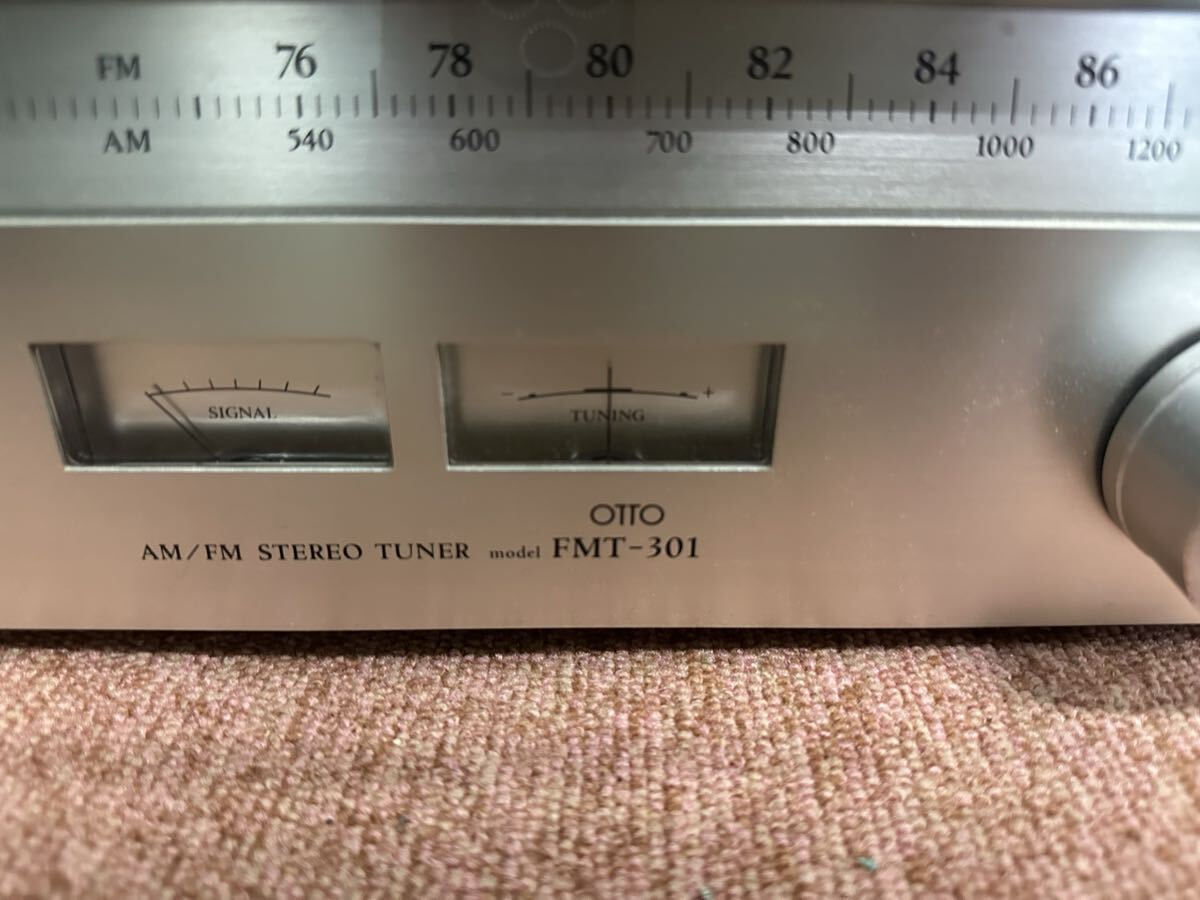 FM 76 78 80 82 84 86
AM 540 600 700 800 1000 1200
SIGNAL
- TUNING +
OTTO
AM/FM STEREO TUNER model FMT-301